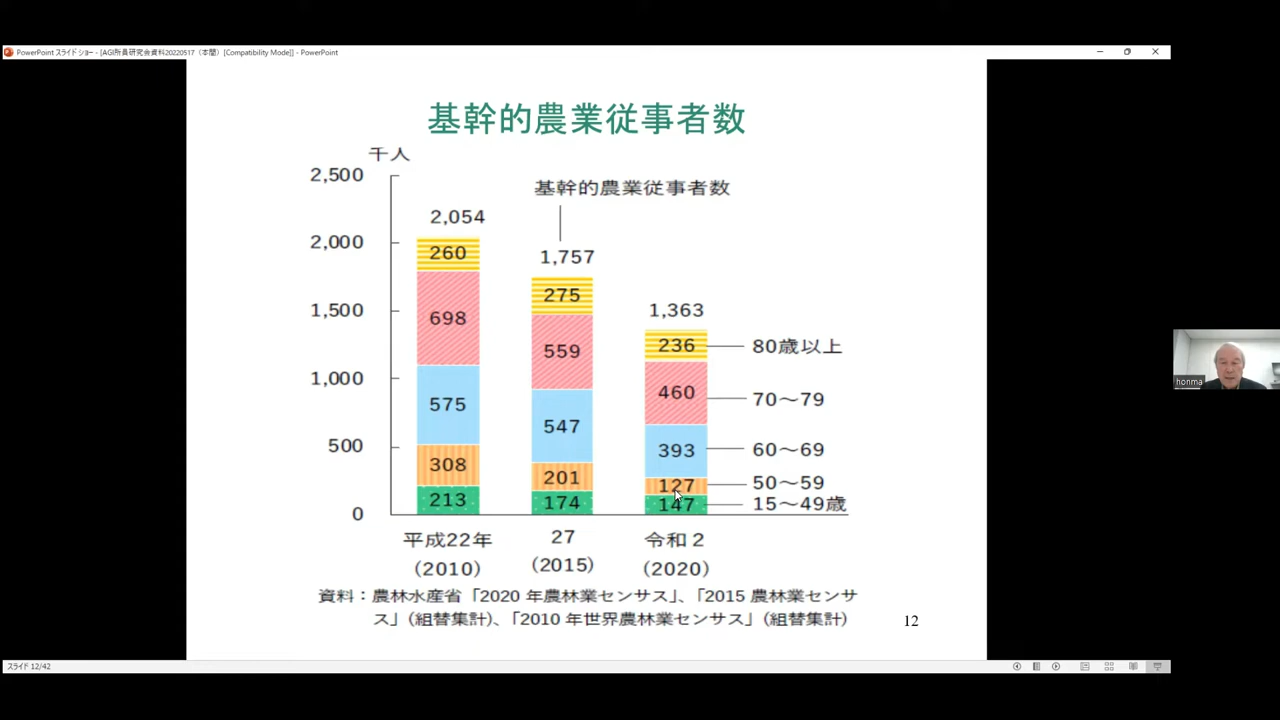 PowerPoint スライド ショー - [AGI所員研究会資料20220517（本間） [Compatibility Mode]] - PowerPoint
基幹的農業従事者数
千人
2,500
2,000
1,500
1,000
500
0
基幹的農業従事者数
2,054
260
698
575
308
213
1,757
275
559
547
201
174
1,363
236
460
393
127
147
80歳以上
70〜79
60〜69
50〜59
15〜49歳
平成22年
(2010)
27
(2015)
令和２
(2020)
資料：農林水産省「2020 年農林業センサス」、「2015 農林業センサ
ス」(組替集計)、「2010 年世界農林業センサス」(組替集計)
12
honma
スライド 12/42